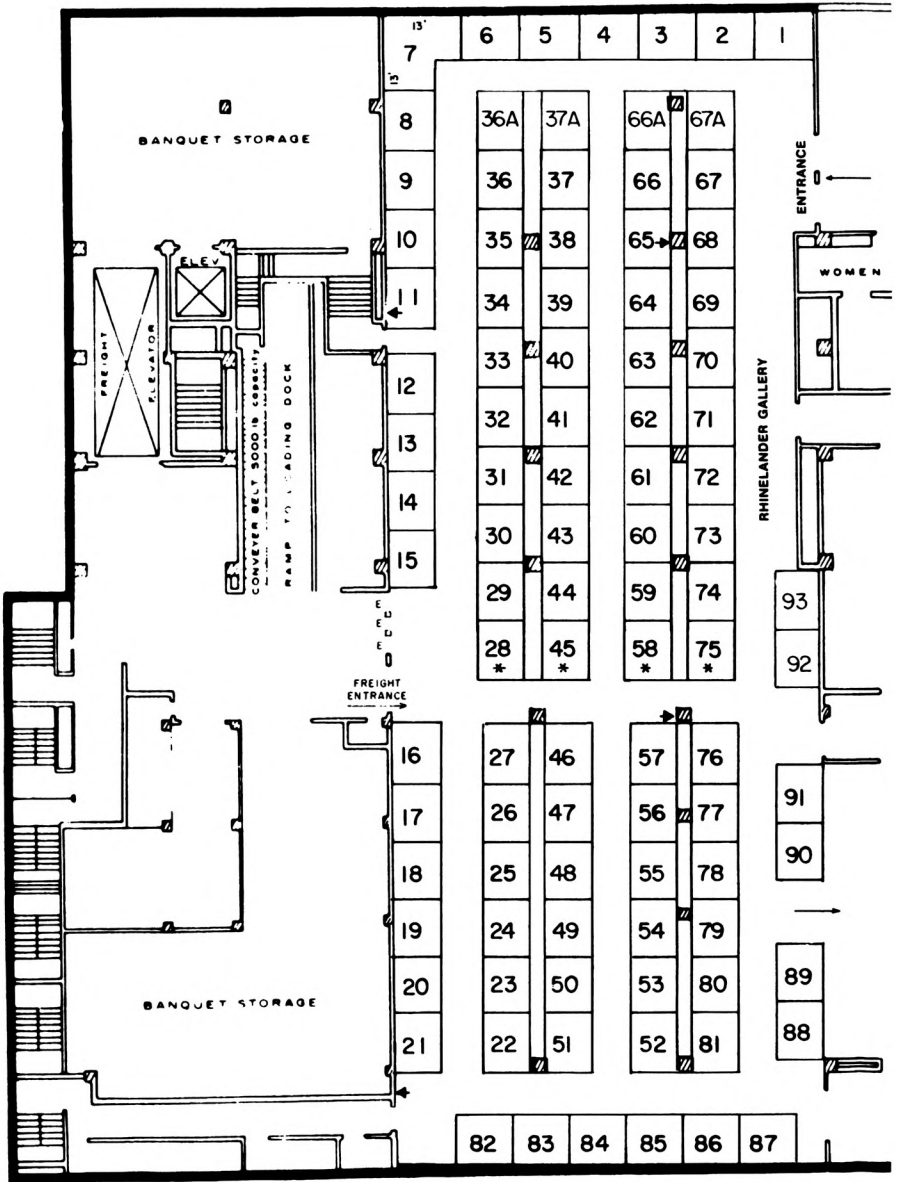 13' 6 5 4 3 2 1
7
13'
8 36A 37A 66A 67A
BANQUET STORAGE
9 36 37 66 67
ENTRANCE
10 35 38 65 68
ELEV
WOMEN
11 34 39 64 69
FREIGHT
ELEVATOR
33 40 63 70
12
CONVEYER BELT 5000 lb capacity
RAMP TO LOADING DOCK
RHINELANDER GALLERY
32 41 62 71
13
31 42 61 72
14
30 43 60 73
15
29 44 59 74
93
E
E
E
28 45 58 75
* * * *
92
FREIGHT
ENTRANCE
16 27 46 57 76
91
17 26 47 56 77
90
18 25 48 55 78
19 24 49 54 79
89
20 23 50 53 80
BANQUET STORAGE
88
21 22 51 52 81
82 83 84 85 86 87